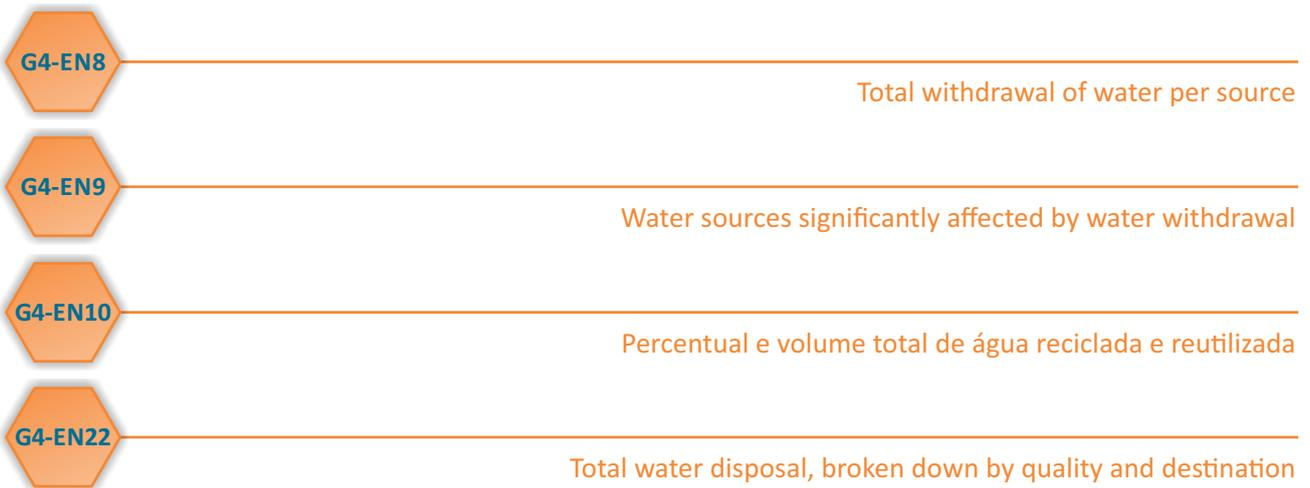 G4-EN8
Total withdrawal of water per source
G4-EN9
Water sources significantly affected by water withdrawal
G4-EN10
Percentual e volume total de água reciclada e reutilizada
G4-EN22
Total water disposal, broken down by quality and destination